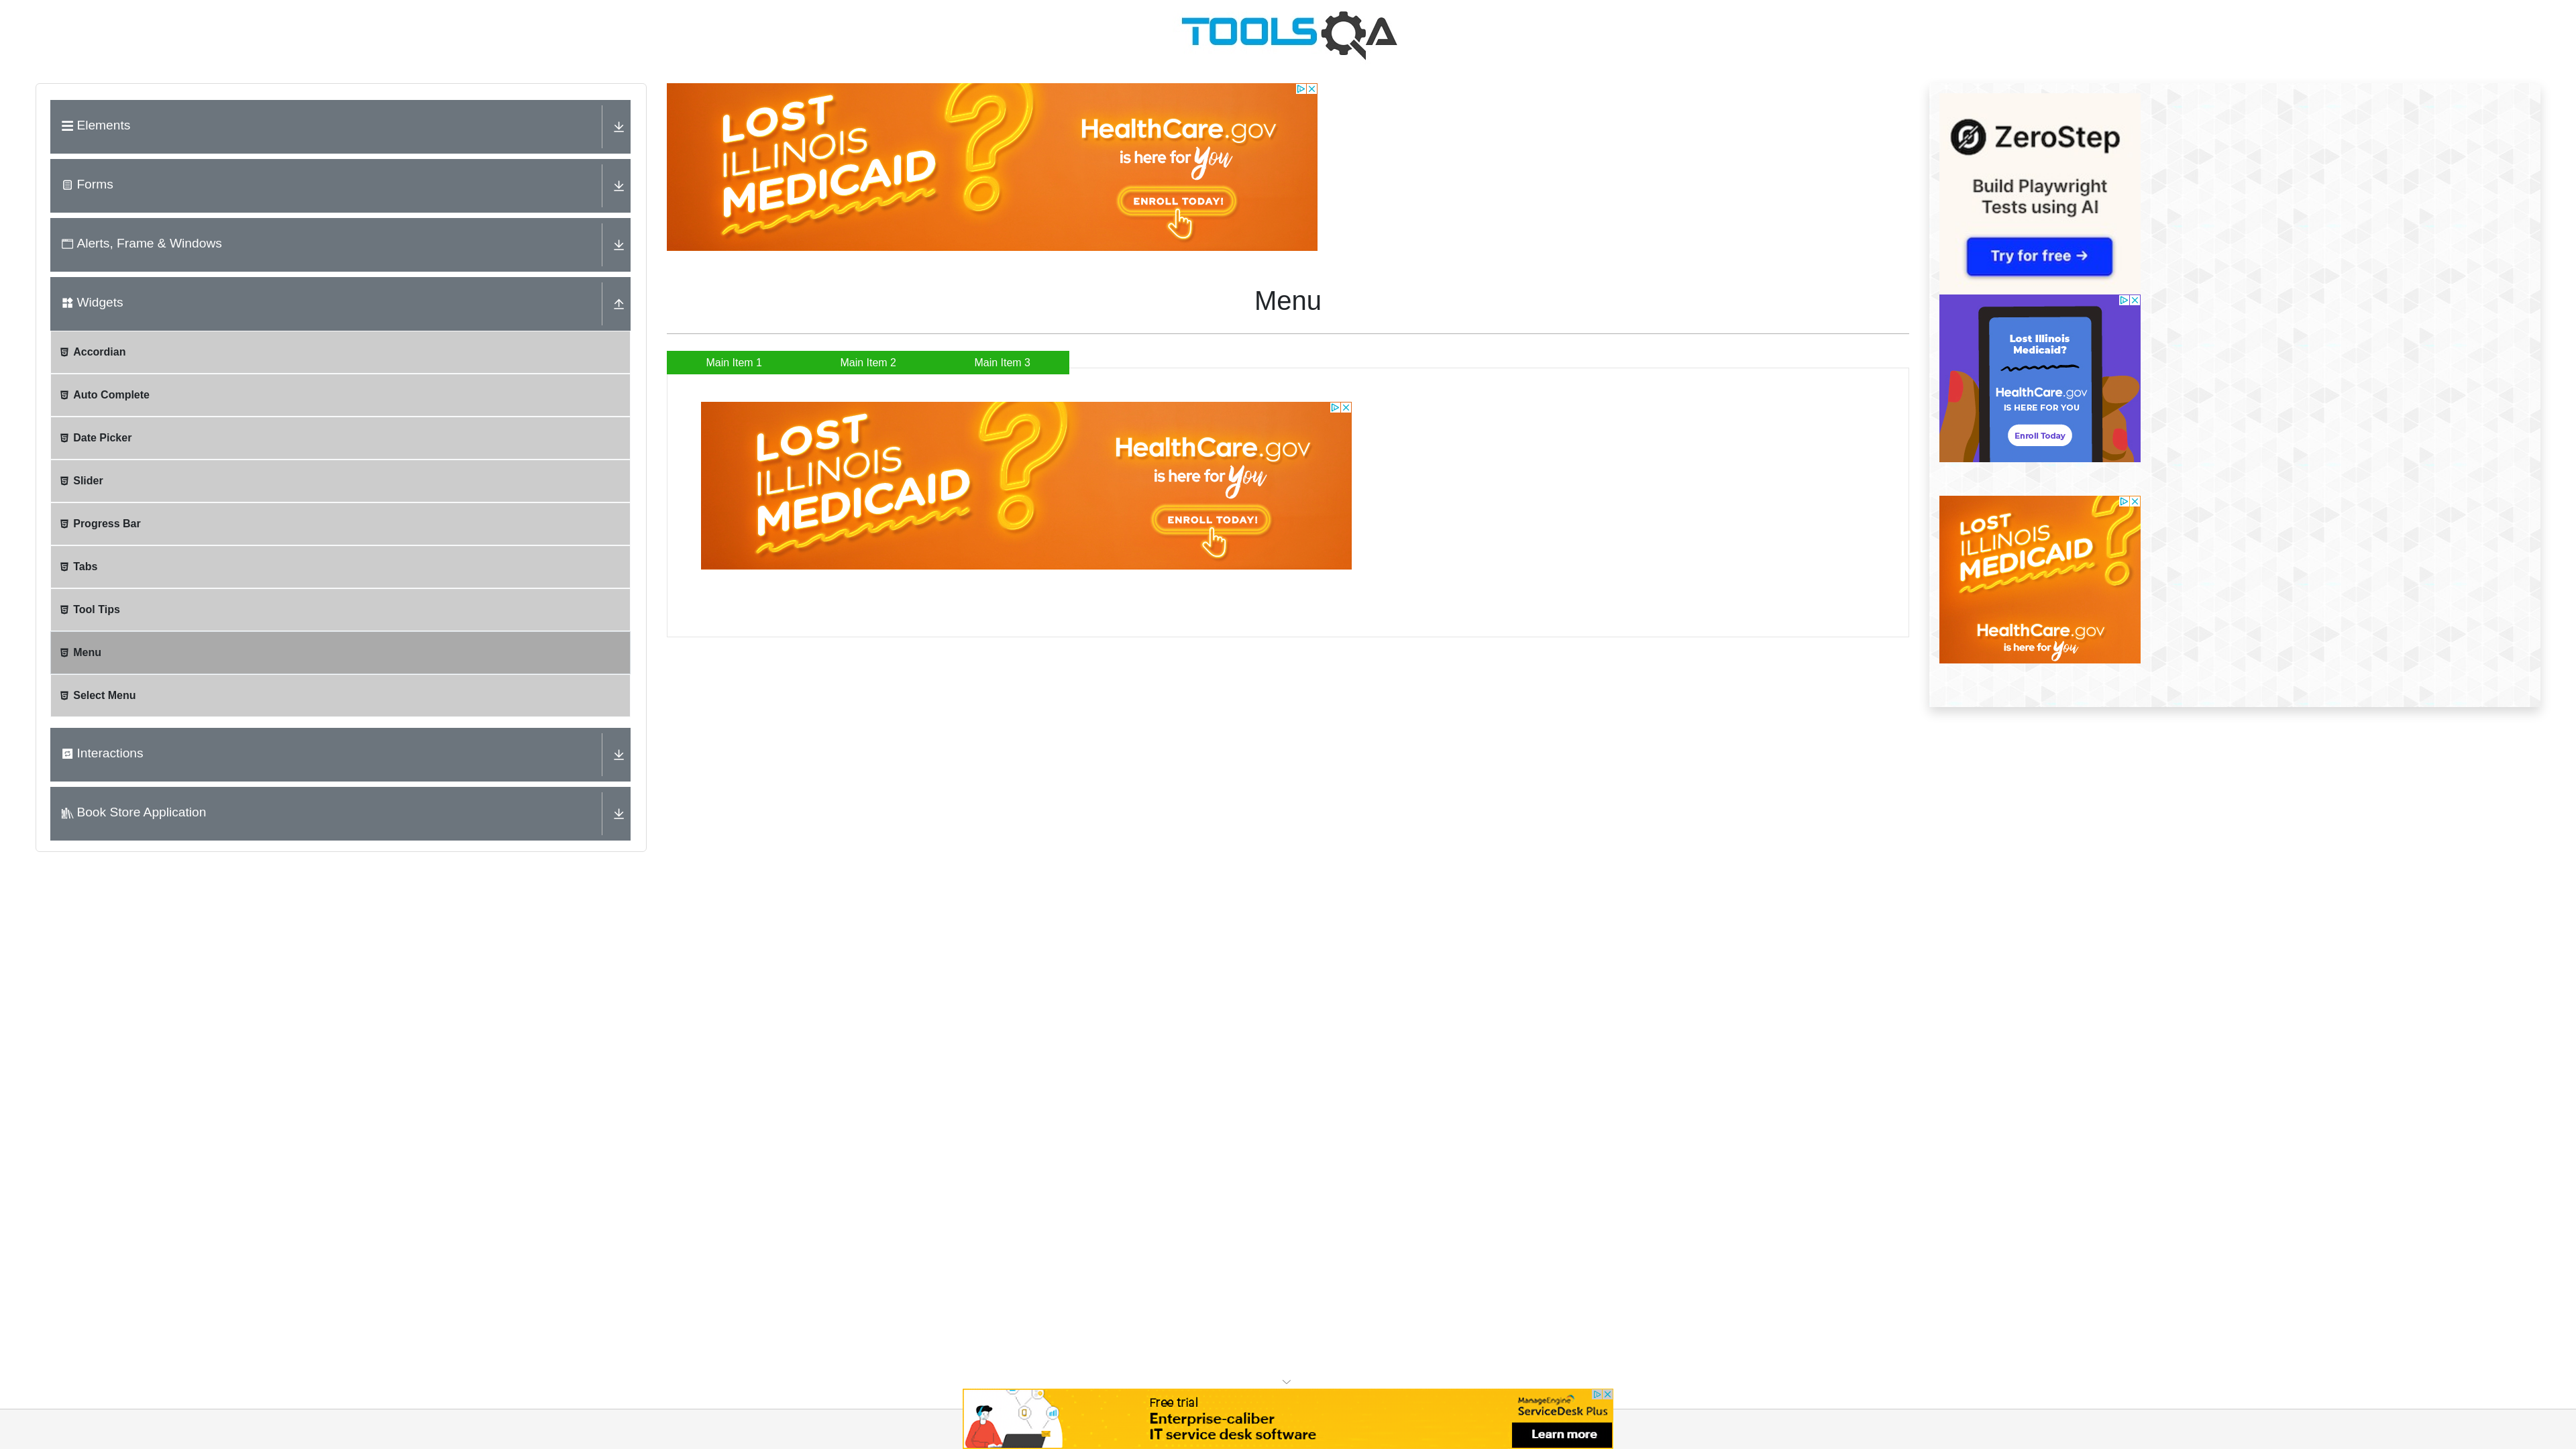 TOOLSQA
Elements
Forms
Alerts, Frame & Windows
Widgets
Accordian
Auto Complete
Date Picker
Slider
Progress Bar
Tabs
Tool Tips
Menu
Select Menu
Interactions
Book Store Application
LOST
ILLINOIS
MEDICAID
?
HealthCare.gov
is here for You
ENROLL TODAY!
Menu
Main Item 1
Main Item 2
Main Item 3
LOST
ILLINOIS
MEDICAID
?
HealthCare.gov
is here for You
ENROLL TODAY!
ZeroStep
Build Playwright
Tests using AI
Try for free →
Lost Illinois
Medicaid?
HealthCare.gov
IS HERE FOR YOU
Enroll Today
LOST
ILLINOIS
MEDICAID
?
HealthCare.gov
is here for You
Free trial
Enterprise-caliber
IT service desk software
ManageEngine
ServiceDesk Plus
Learn more